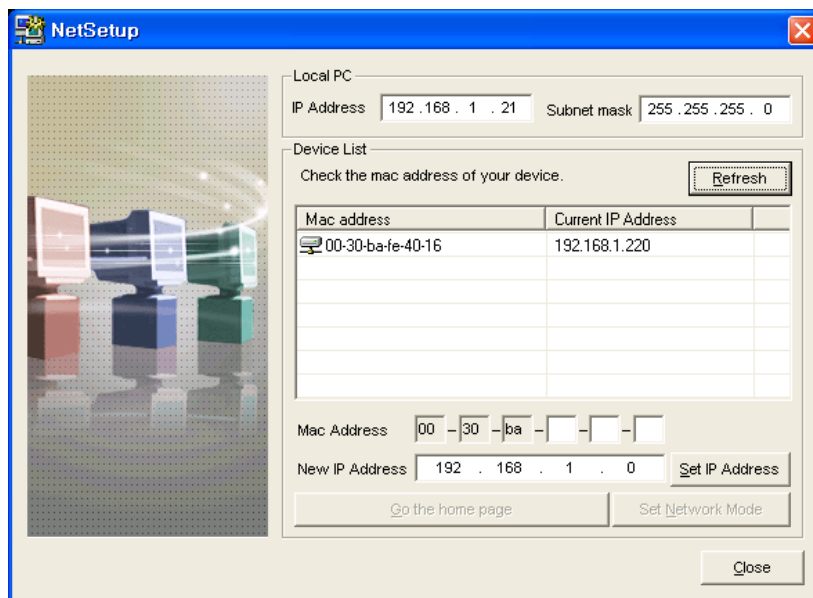 NetSetup
Local PC
IP Address 192 . 168 . 1 . 21 Subnet mask 255 . 255 . 255 . 0
Device List
Check the mac address of your device. Refresh
Mac address Current IP Address
00-30-ba-fe-40-16 192.168.1.220
Mac Address 00 - 30 - ba - - -
New IP Address 192 . 168 . 1 . 0 Set IP Address
Go the home page Set Network Mode
Close